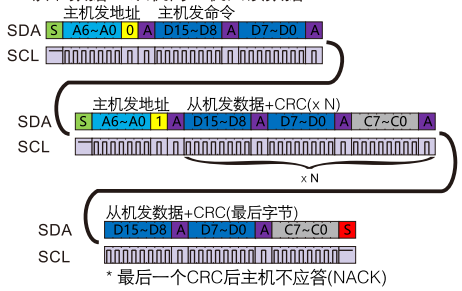 主机发地址 主机发命令
SDA S A6~A0 0 A D15~D8 A D7~D0 A
SCL
主机发地址 从机发数据+CRC(x N)
SDA S A6~A0 1 A D15~D8 A D7~D0 A C7~C0 A
SCL
x N
从机发数据+CRC(最后字节)
SDA D15~D8 A D7~D0 A C7~C0 S
SCL
* 最后一个CRC后主机不应答(NACK)